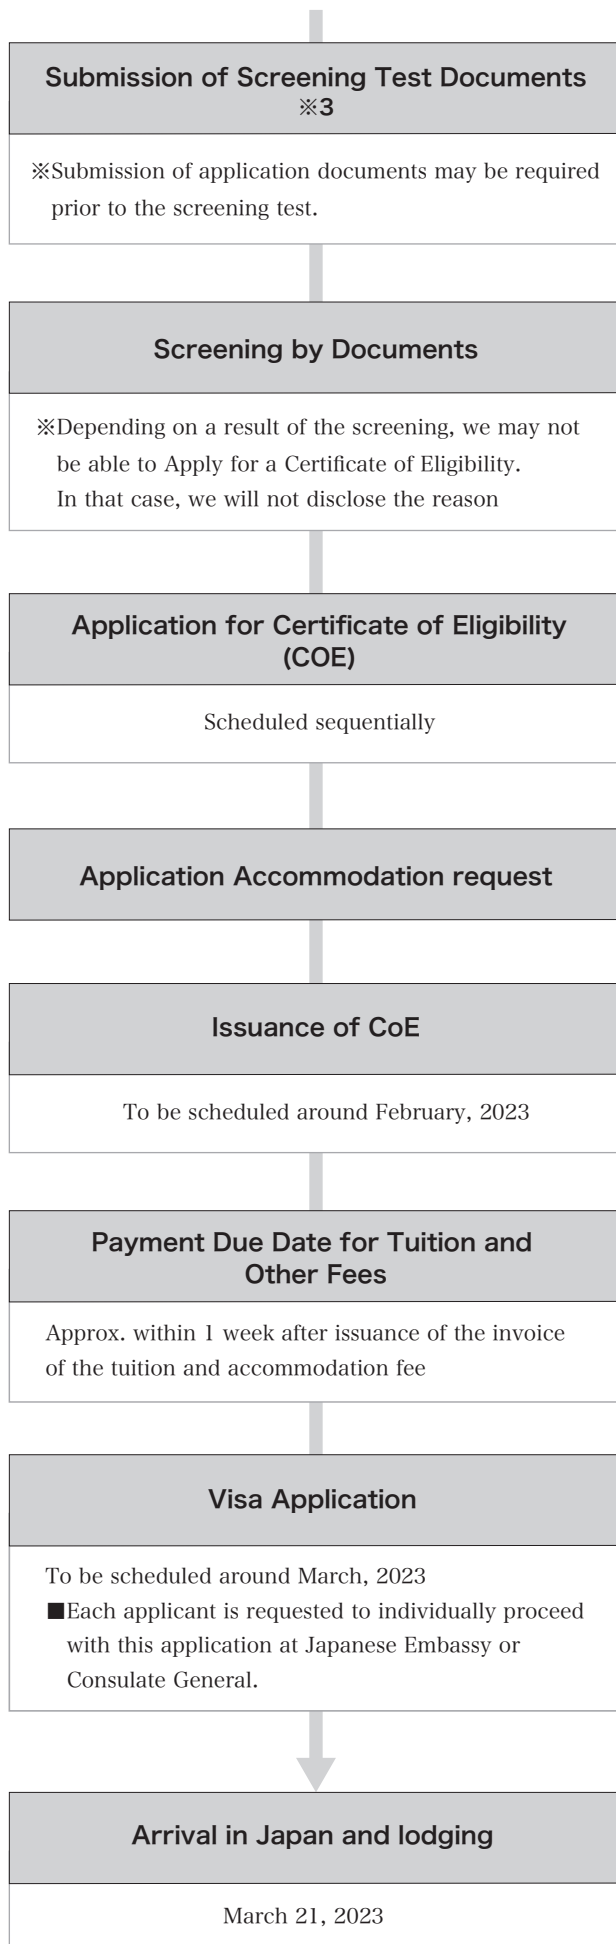 Submission of Screening Test Documents
※3
※Submission of application documents may be required
prior to the screening test.
Screening by Documents
※Depending on a result of the screening, we may not
be able to Apply for a Certificate of Eligibility.
In that case, we will not disclose the reason
Application for Certificate of Eligibility
(COE)
Scheduled sequentially
Application Accommodation request
Issuance of CoE
To be scheduled around February, 2023
Payment Due Date for Tuition and
Other Fees
Approx. within 1 week after issuance of the invoice
of the tuition and accommodation fee
Visa Application
To be scheduled around March, 2023
■Each applicant is requested to individually proceed
with this application at Japanese Embassy or
Consulate General.
Arrival in Japan and lodging
March 21, 2023